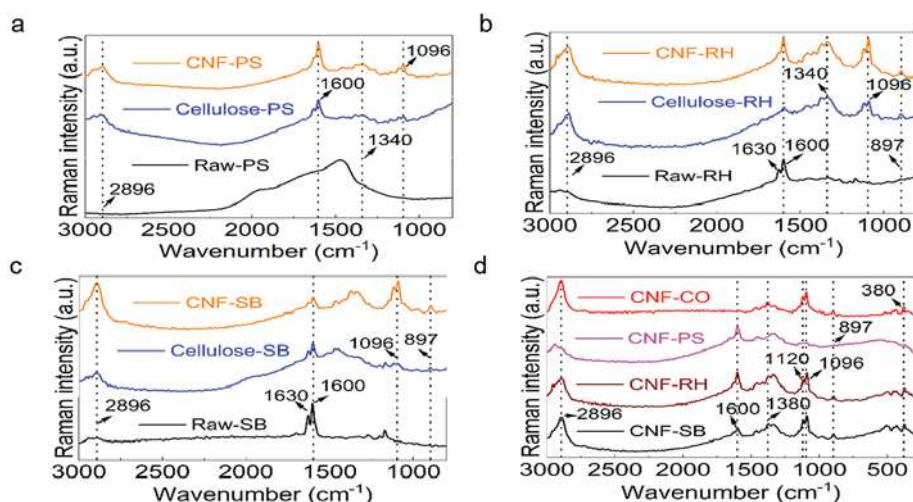 a
Raman intensity (a.u.)
CNF-PS
1096
1600
Cellulose-PS
1340
Raw-PS
2896
3000 2500 2000 1500 1000
Wavenumber (cm-1)
b
Raman intensity (a.u.)
CNF-RH
1340
1096
Cellulose-RH
1630 1600
2896
897
Raw-RH
3000 2500 2000 1500 1000
Wavenumber (cm-1)
c
Raman intensity (a.u.)
CNF-SB
1096 897
Cellulose-SB
1630 1600
2896
Raw-SB
3000 2500 2000 1500 1000
Wavenumber (cm-1)
d
Raman intensity (a.u.)
CNF-CO
380
CNF-PS
897
1120 1096
CNF-RH
2896
1600 1380
CNF-SB
3000 2500 2000 1500 1000 500
Wavenumber (cm-1)